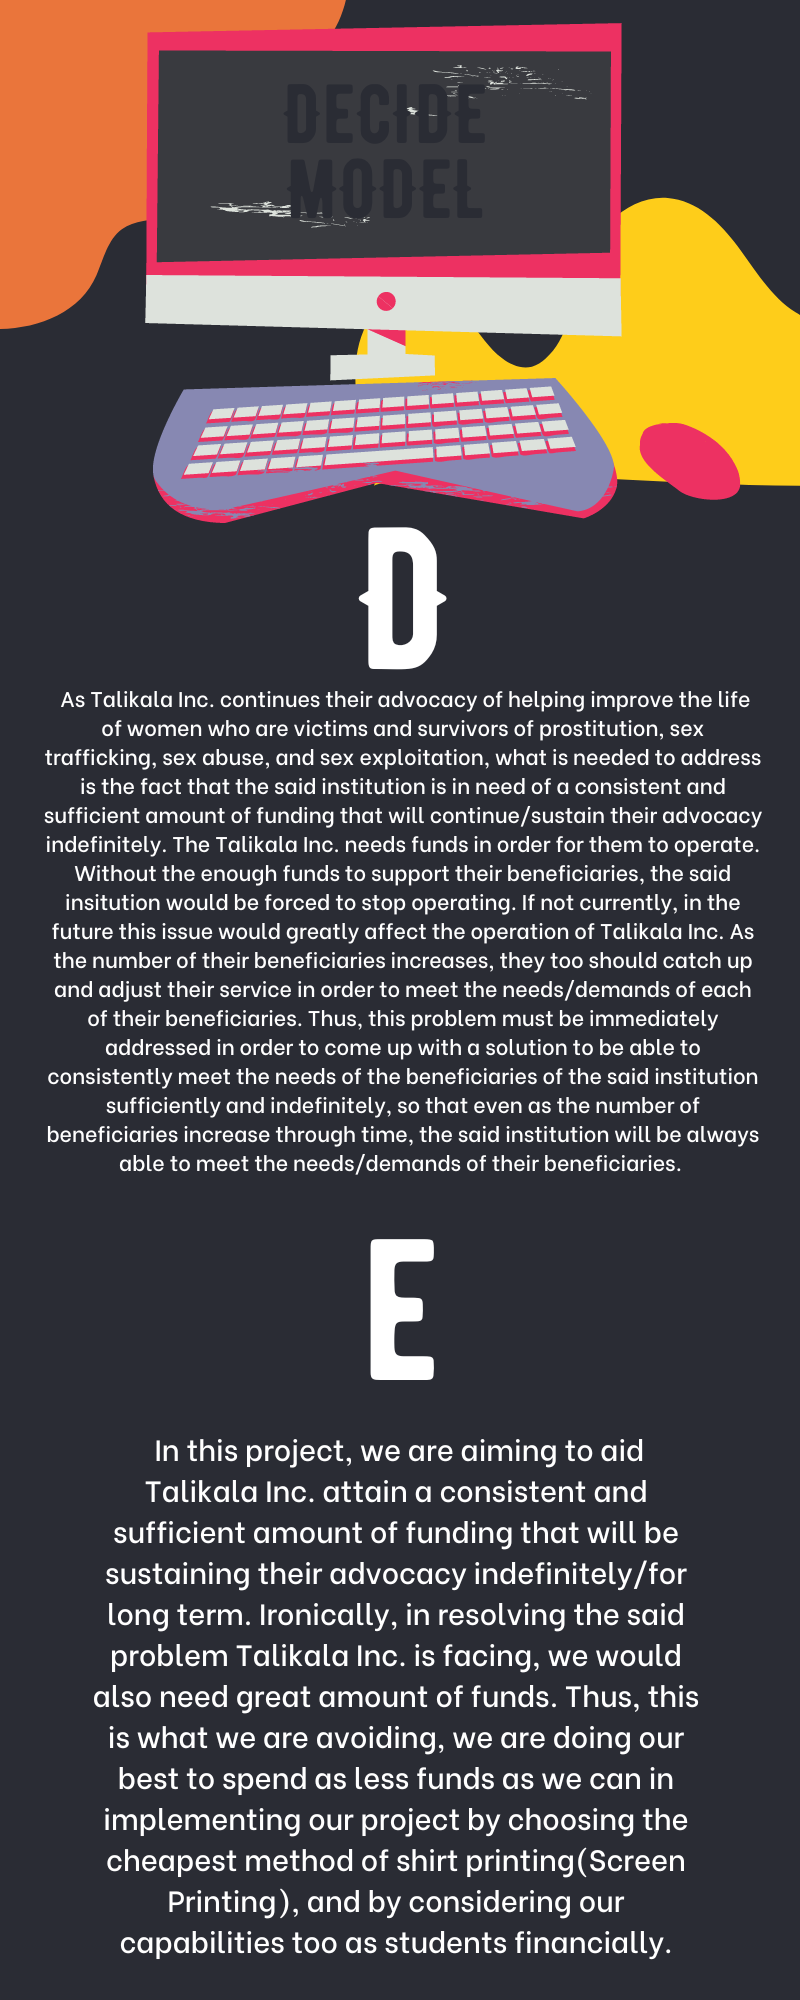 DECIDE
MODEL
D
As Talikala Inc. continues their advocacy of helping improve the life
of women who are victims and survivors of prostitution, sex
trafficking, sex abuse, and sex exploitation, what is needed to address
is the fact that the said institution is in need of a consistent and
sufficient amount of funding that will continue/sustain their advocacy
indefinitely. The Talikala Inc. needs funds in order for them to operate.
Without the enough funds to support their beneficiaries, the said
insitution would be forced to stop operating. If not currently, in the
future this issue would greatly affect the operation of Talikala Inc. As
the number of their beneficiaries increases, they too should catch up
and adjust their service in order to meet the needs/demands of each
of their beneficiaries. Thus, this problem must be immediately
addressed in order to come up with a solution to be able to
consistently meet the needs of the beneficiaries of the said institution
sufficiently and indefinitely, so that even as the number of
beneficiaries increase through time, the said institution will be always
able to meet the needs/demands of their beneficiaries.
E
In this project, we are aiming to aid
Talikala Inc. attain a consistent and
sufficient amount of funding that will be
sustaining their advocacy indefinitely/for
long term. Ironically, in resolving the said
problem Talikala Inc. is facing, we would
also need great amount of funds. Thus, this
is what we are avoiding, we are doing our
best to spend as less funds as we can in
implementing our project by choosing the
cheapest method of shirt printing(Screen
Printing), and by considering our
capabilities too as students financially.